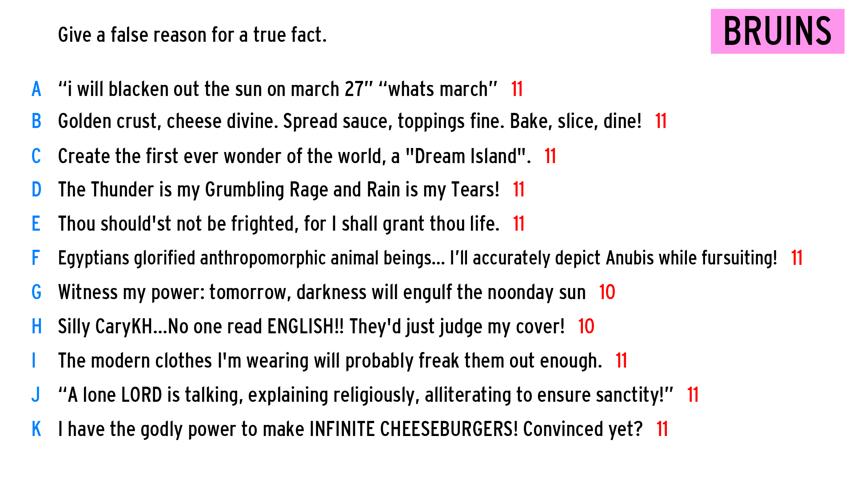 Give a false reason for a true fact.
BRUINS
A “i will blacken out the sun on march 27” “whats march” 11
B Golden crust, cheese divine. Spread sauce, toppings fine. Bake, slice, dine! 11
C Create the first ever wonder of the world, a "Dream Island". 11
D The Thunder is my Grumbling Rage and Rain is my Tears! 11
E Thou should'st not be frighted, for I shall grant thou life. 11
F Egyptians glorified anthropomorphic animal beings... I’ll accurately depict Anubis while fursuiting! 11
G Witness my power: tomorrow, darkness will engulf the noonday sun 10
H Silly CaryKH...No one read ENGLISH!! They'd just judge my cover! 10
I The modern clothes I'm wearing will probably freak them out enough. 11
J “A lone LORD is talking, explaining religiously, alliterating to ensure sanctity!” 11
K I have the godly power to make INFINITE CHEESEBURGERS! Convinced yet? 11